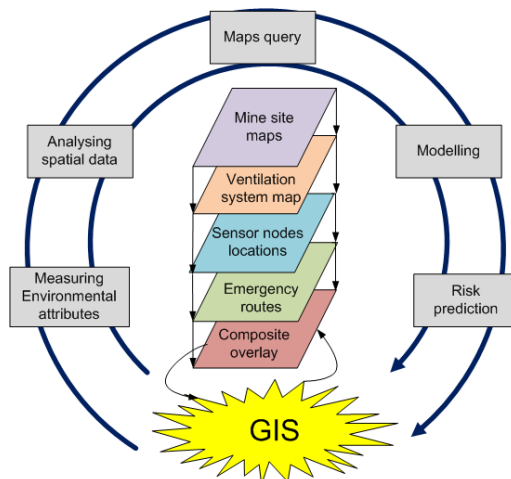 Maps query
Analysing
spatial data
Modelling
Measuring
Environmental
attributes
Risk
prediction
Mine site
maps
Ventilation
system map
Sensor nodes
locations
Emergency
routes
Composite
overlay
GIS